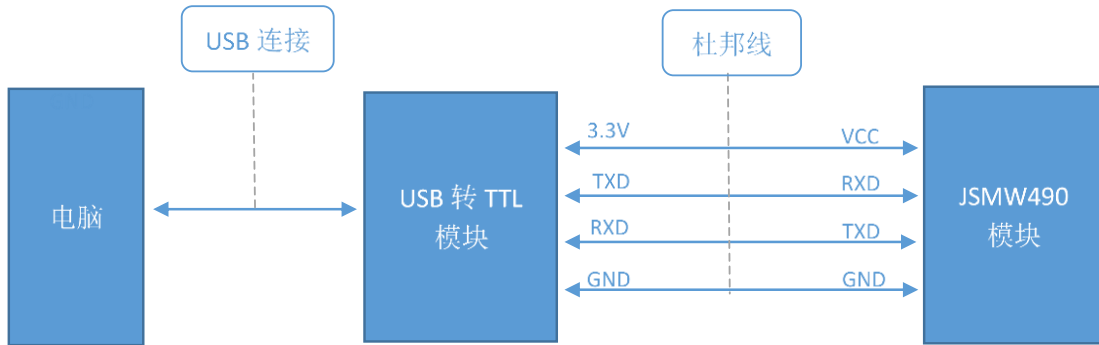 USB 连接
杜邦线
3.3V
VCC
TXD
RXD
RXD
TXD
GND
GND
电脑
USB 转 TTL
模块
JSMW490
模块